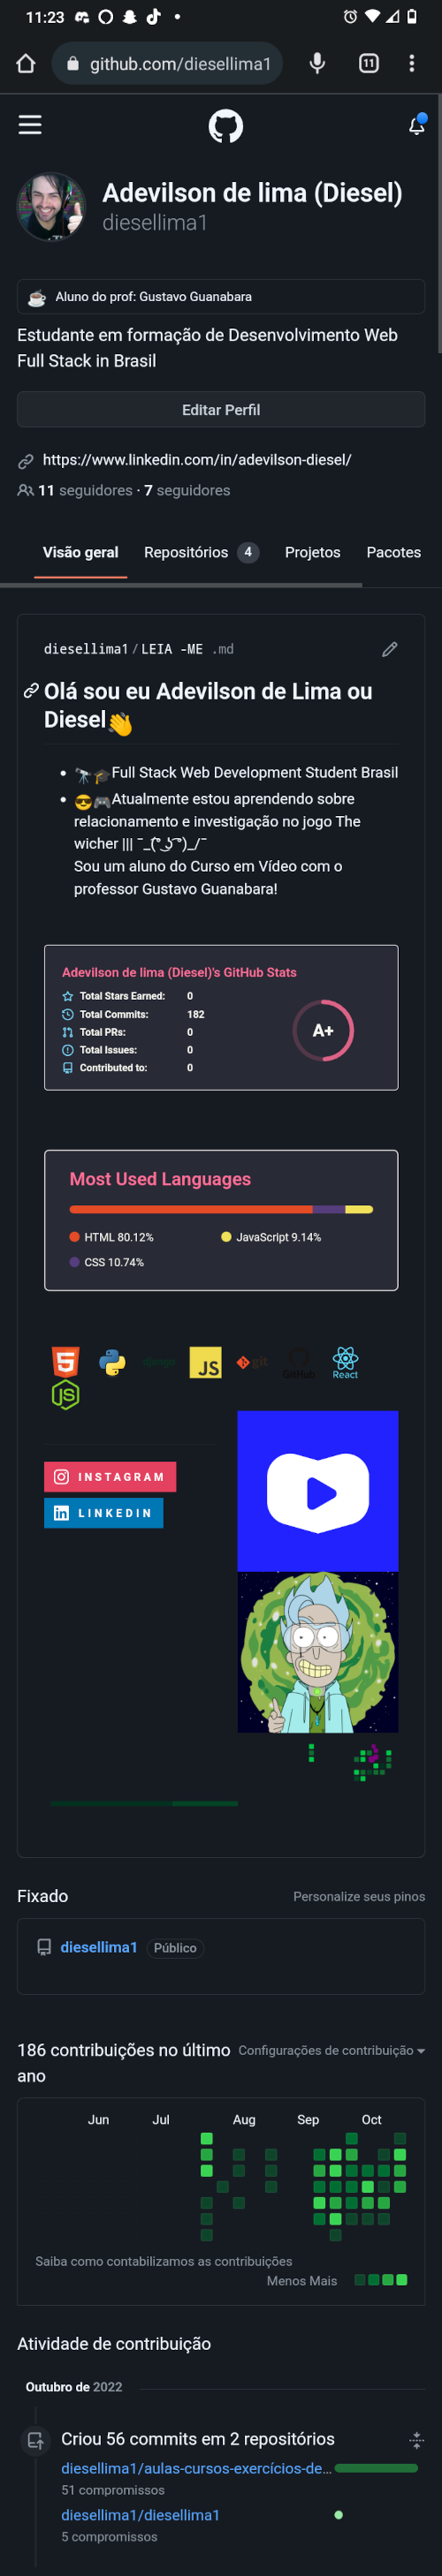 11:23
github.com/diesellima1
11
Adevilson de lima (Diesel)
diesellima1
Aluno do prof: Gustavo Guanabara
Estudante em formação de Desenvolvimento Web
Full Stack in Brasil
Editar Perfil
https://www.linkedin.com/in/adevilson-diesel/
11 seguidores · 7 seguidores
Visão geral Repositórios 4 Projetos Pacotes
diesellima1 / LEIA -ME .md
Olá sou eu Adevilson de Lima ou
Diesel👋
• 🔭🎓Full Stack Web Development Student Brasil
• 😎🎮Atualmente estou aprendendo sobre
relacionamento e investigação no jogo The
wicher ||| ¯_(͡° ͜ʖ ͡°)_/¯
Sou um aluno do Curso em Vídeo com o
professor Gustavo Guanabara!
Adevilson de lima (Diesel)'s GitHub Stats
Total Stars Earned: 0
Total Commits: 182
Total PRs: 0
Total Issues: 0
Contributed to: 0
A+
Most Used Languages
HTML 80.12% JavaScript 9.14%
CSS 10.74%
5 django JS git GitHub React
JS
INSTAGRAM
LINKEDIN
Fixado Personalize seus pinos
diesellima1 Público
186 contribuições no último Configurações de contribuição
ano
Jun Jul Aug Sep Oct
Saiba como contabilizamos as contribuições
Menos Mais
Atividade de contribuição
Outubro de 2022
Criou 56 commits em 2 repositórios
diesellima1/aulas-cursos-exercícios-de...
51 compromissos
diesellima1/diesellima1
5 compromissos